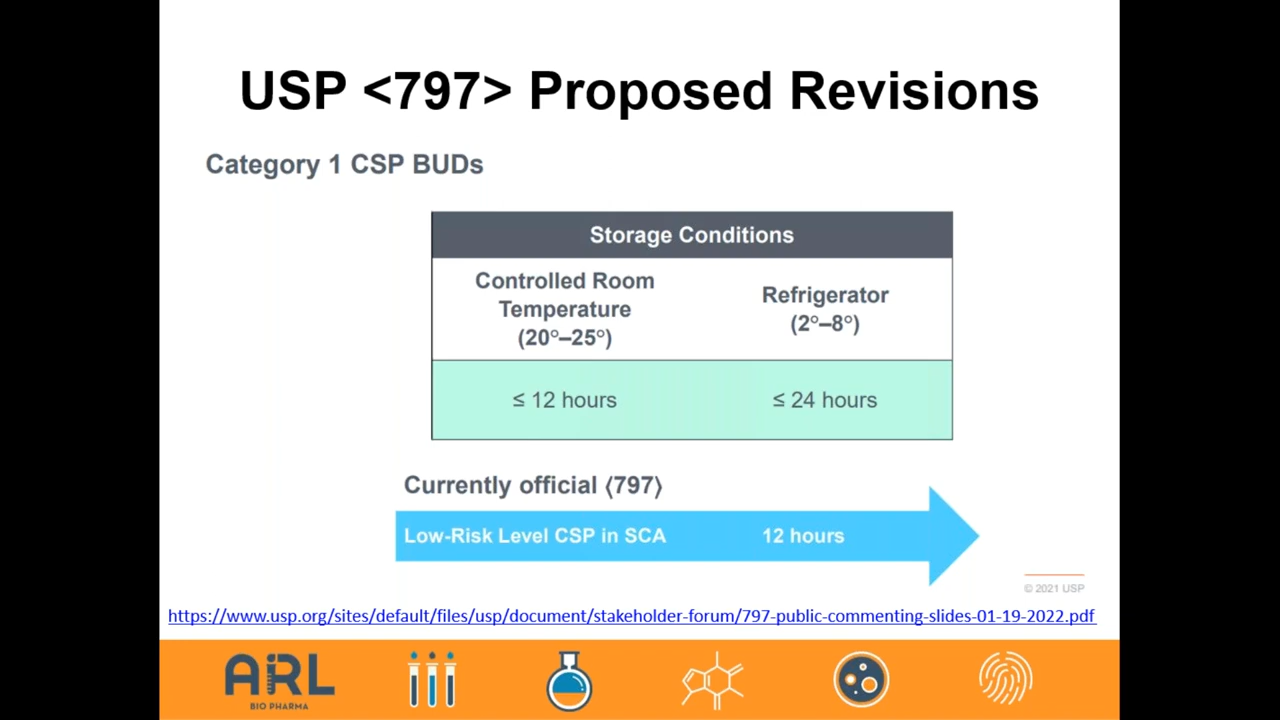 USP <797> Proposed Revisions
Category 1 CSP BUDs
Storage Conditions
Controlled Room
Temperature
(20°–25°)
Refrigerator
(2°–8°)
≤ 12 hours
≤ 24 hours
Currently official ⟨797⟩
Low-Risk Level CSP in SCA 12 hours
© 2021 USP
https://www.usp.org/sites/default/files/usp/document/stakeholder-forum/797-public-commenting-slides-01-19-2022.pdf
ARL
BIO PHARMA